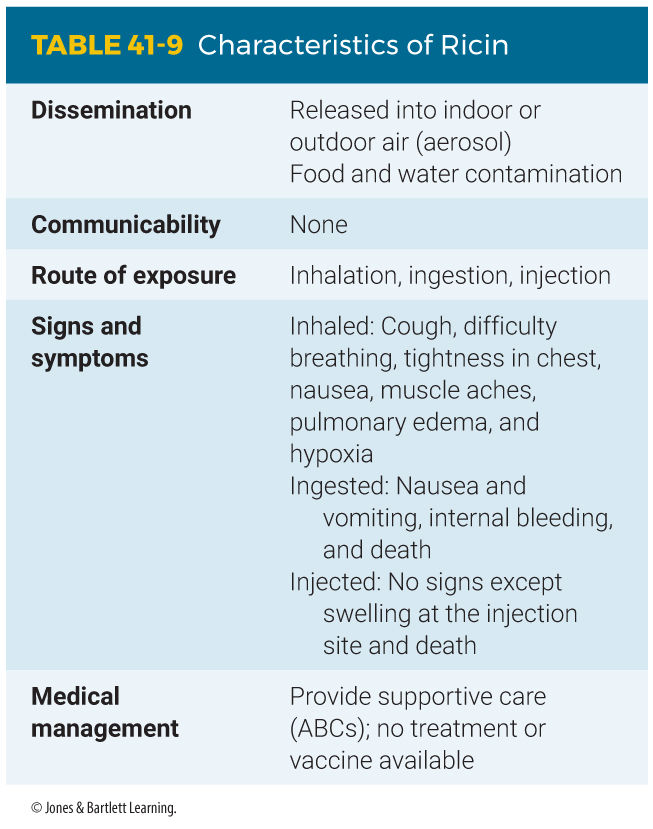 TABLE 41-9 Characteristics of Ricin
Dissemination
Released into indoor or
outdoor air (aerosol)
Food and water contamination
Communicability
None
Route of exposure
Inhalation, ingestion, injection
Signs and
symptoms
Inhaled: Cough, difficulty
breathing, tightness in chest,
nausea, muscle aches,
pulmonary edema, and
hypoxia
Ingested: Nausea and
vomiting, internal bleeding,
and death
Injected: No signs except
swelling at the injection
site and death
Medical
management
Provide supportive care
(ABCs); no treatment or
vaccine available
© Jones & Bartlett Learning.